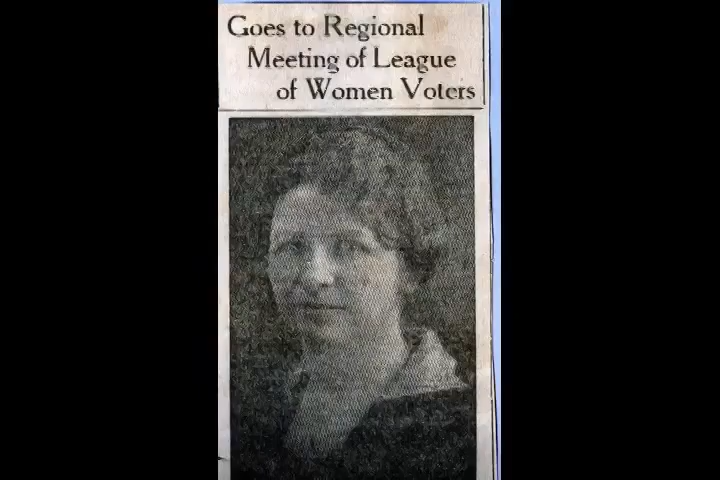 Goes to Regional
Meeting of League
of Women Voters